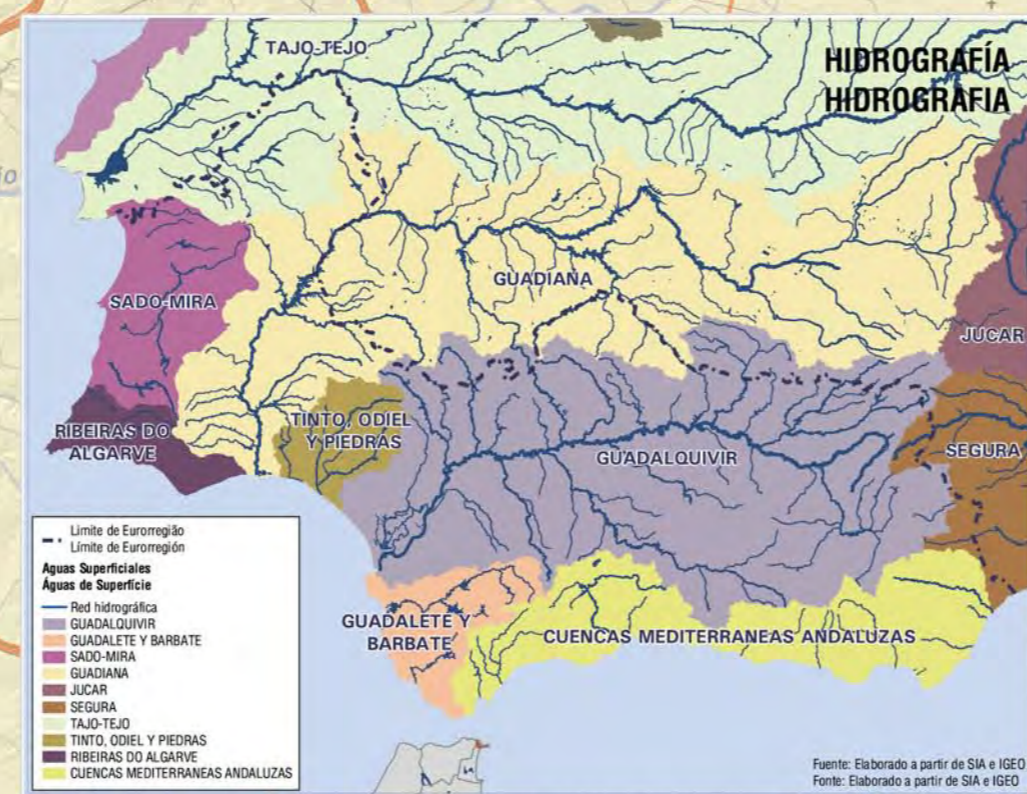 HIDROGRAFÍA
HIDROGRAFIA
TAJO-TEJO
GUADIANA
SADO-MIRA
JUCAR
RIBEIRAS DO
ALGARVE
TINTO, ODIEL
Y PIEDRAS
GUADALQUIVIR
SEGURA
GUADALETE Y
BARBATE
CUENCAS MEDITERRANEAS ANDALUZAS
Limite de Eurorregião
Límite de Eurorregión
Aguas Superficiales
Águas de Superfície
Red hidrográfica
GUADALQUIVIR
GUADALETE Y BARBATE
SADO-MIRA
GUADIANA
JUCAR
SEGURA
TAJO-TEJO
TINTO, ODIEL Y PIEDRAS
RIBEIRAS DO ALGARVE
CUENCAS MEDITERRANEAS ANDALUZAS
Fuente: Elaborado a partir de SIA e IGEO
Fonte: Elaborado a partir de SIA e IGEO